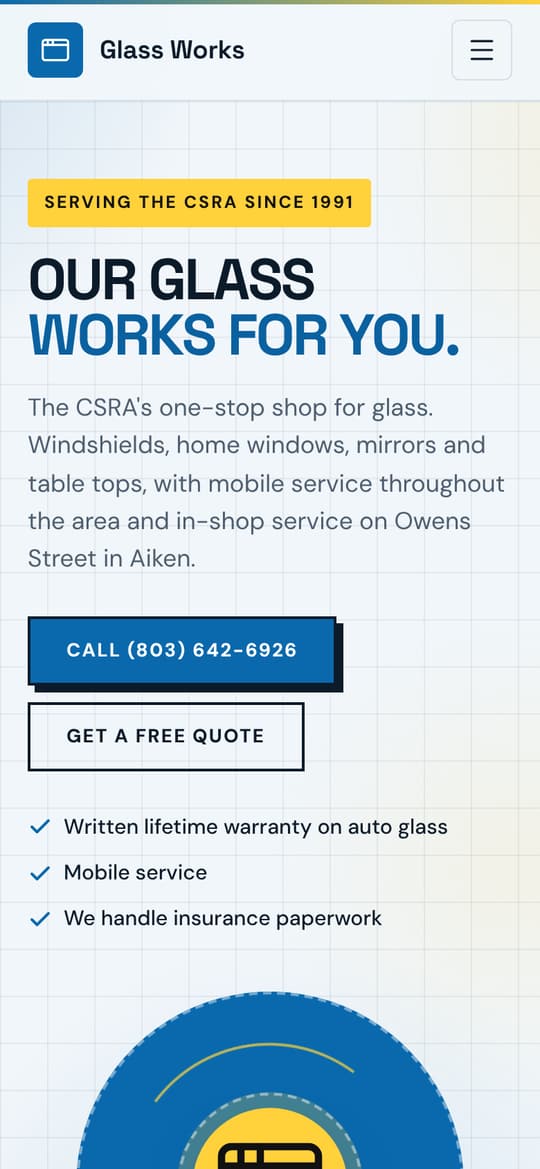 Glass Works
SERVING THE CSRA SINCE 1991
OUR GLASS
WORKS FOR YOU.
The CSRA's one-stop shop for glass.
Windshields, home windows, mirrors and
table tops, with mobile service throughout
the area and in-shop service on Owens
Street in Aiken.
CALL (803) 642-6926
GET A FREE QUOTE
Written lifetime warranty on auto glass
Mobile service
We handle insurance paperwork